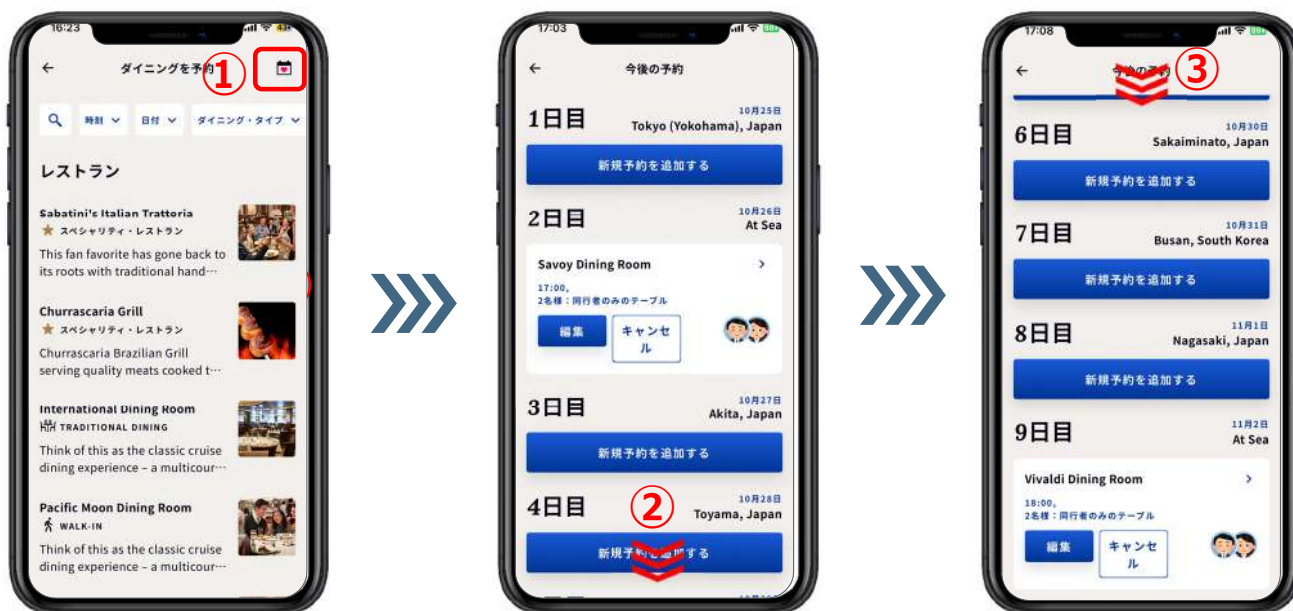 16:23
ダイニングを予約
①
時刻
日付
ダイニング・タイプ
レストラン
Sabatini's Italian Trattoria
スペシャリティ・レストラン
This fan favorite has gone back to
its roots with traditional hand…
Churrascaria Grill
スペシャリティ・レストラン
Churrascaria Brazilian Grill
serving quality meats cooked t…
International Dining Room
TRADITIONAL DINING
Think of this as the classic cruise
dining experience – a multicour…
Pacific Moon Dining Room
WALK-IN
Think of this as the classic cruise
dining experience – a multicour…
17:03
今後の予約
1日目
10月25日
Tokyo (Yokohama), Japan
新規予約を追加する
2日目
10月26日
At Sea
Savoy Dining Room
17:00,
2名様：同行者のみのテーブル
編集
キャンセ
ル
3日目
10月27日
Akita, Japan
新規予約を追加する
4日目
10月28日
Toyama, Japan
②
新規予約を追加する
17:08
今後の予約
③
6日目
10月30日
Sakaiminato, Japan
新規予約を追加する
7日目
10月31日
Busan, South Korea
新規予約を追加する
8日目
11月1日
Nagasaki, Japan
新規予約を追加する
9日目
11月2日
At Sea
Vivaldi Dining Room
18:00,
2名様：同行者のみのテーブル
編集
キャンセ
ル